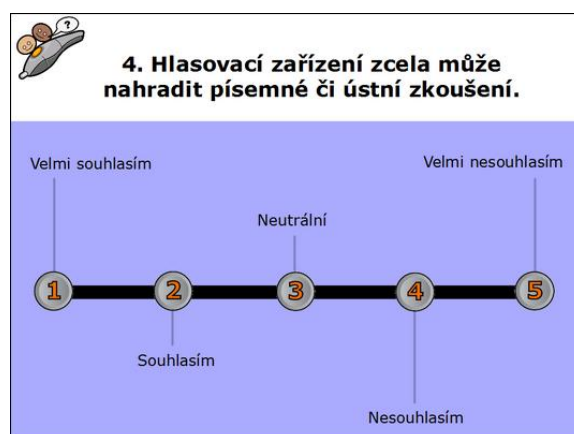 ?
4. Hlasovací zařízení zcela může
nahradit písemné či ústní zkoušení.
Velmi souhlasím
Velmi nesouhlasím
Neutrální
1 2 3 4 5
Souhlasím
Nesouhlasím